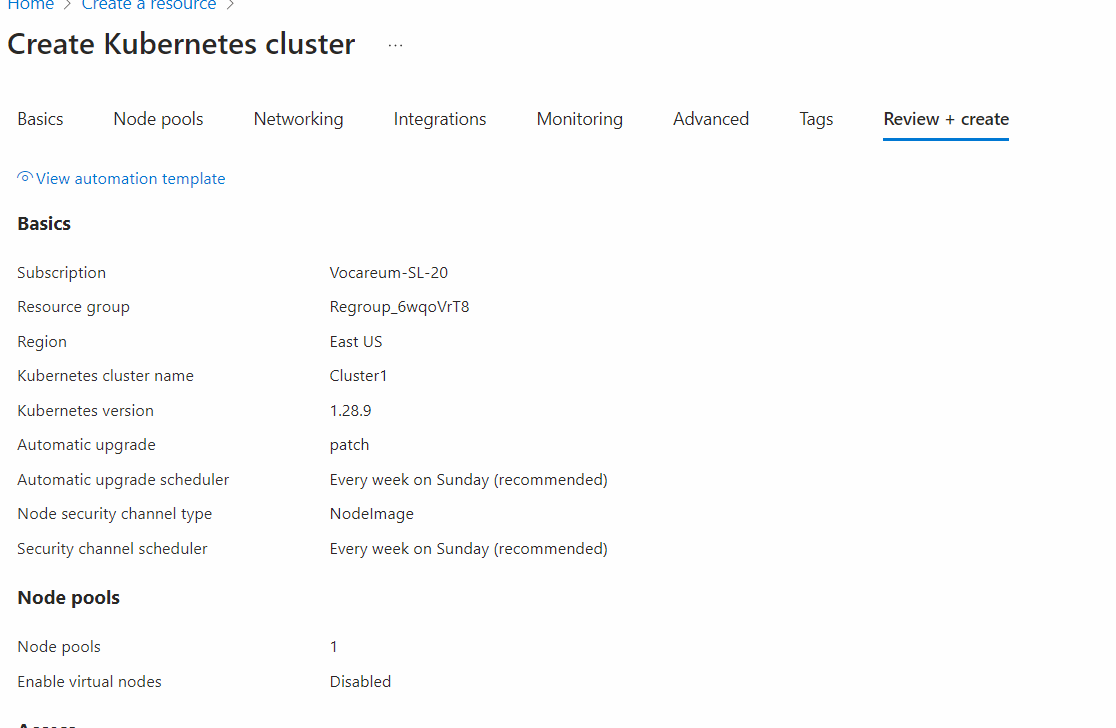 Home > Create a resource >
Create Kubernetes cluster ...
Basics Node pools Networking Integrations Monitoring Advanced Tags Review + create
View automation template
Basics
Subscription Vocareum-SL-20
Resource group Regroup_6wqoVrT8
Region East US
Kubernetes cluster name Cluster1
Kubernetes version 1.28.9
Automatic upgrade patch
Automatic upgrade scheduler Every week on Sunday (recommended)
Node security channel type NodeImage
Security channel scheduler Every week on Sunday (recommended)
Node pools
Node pools 1
Enable virtual nodes Disabled